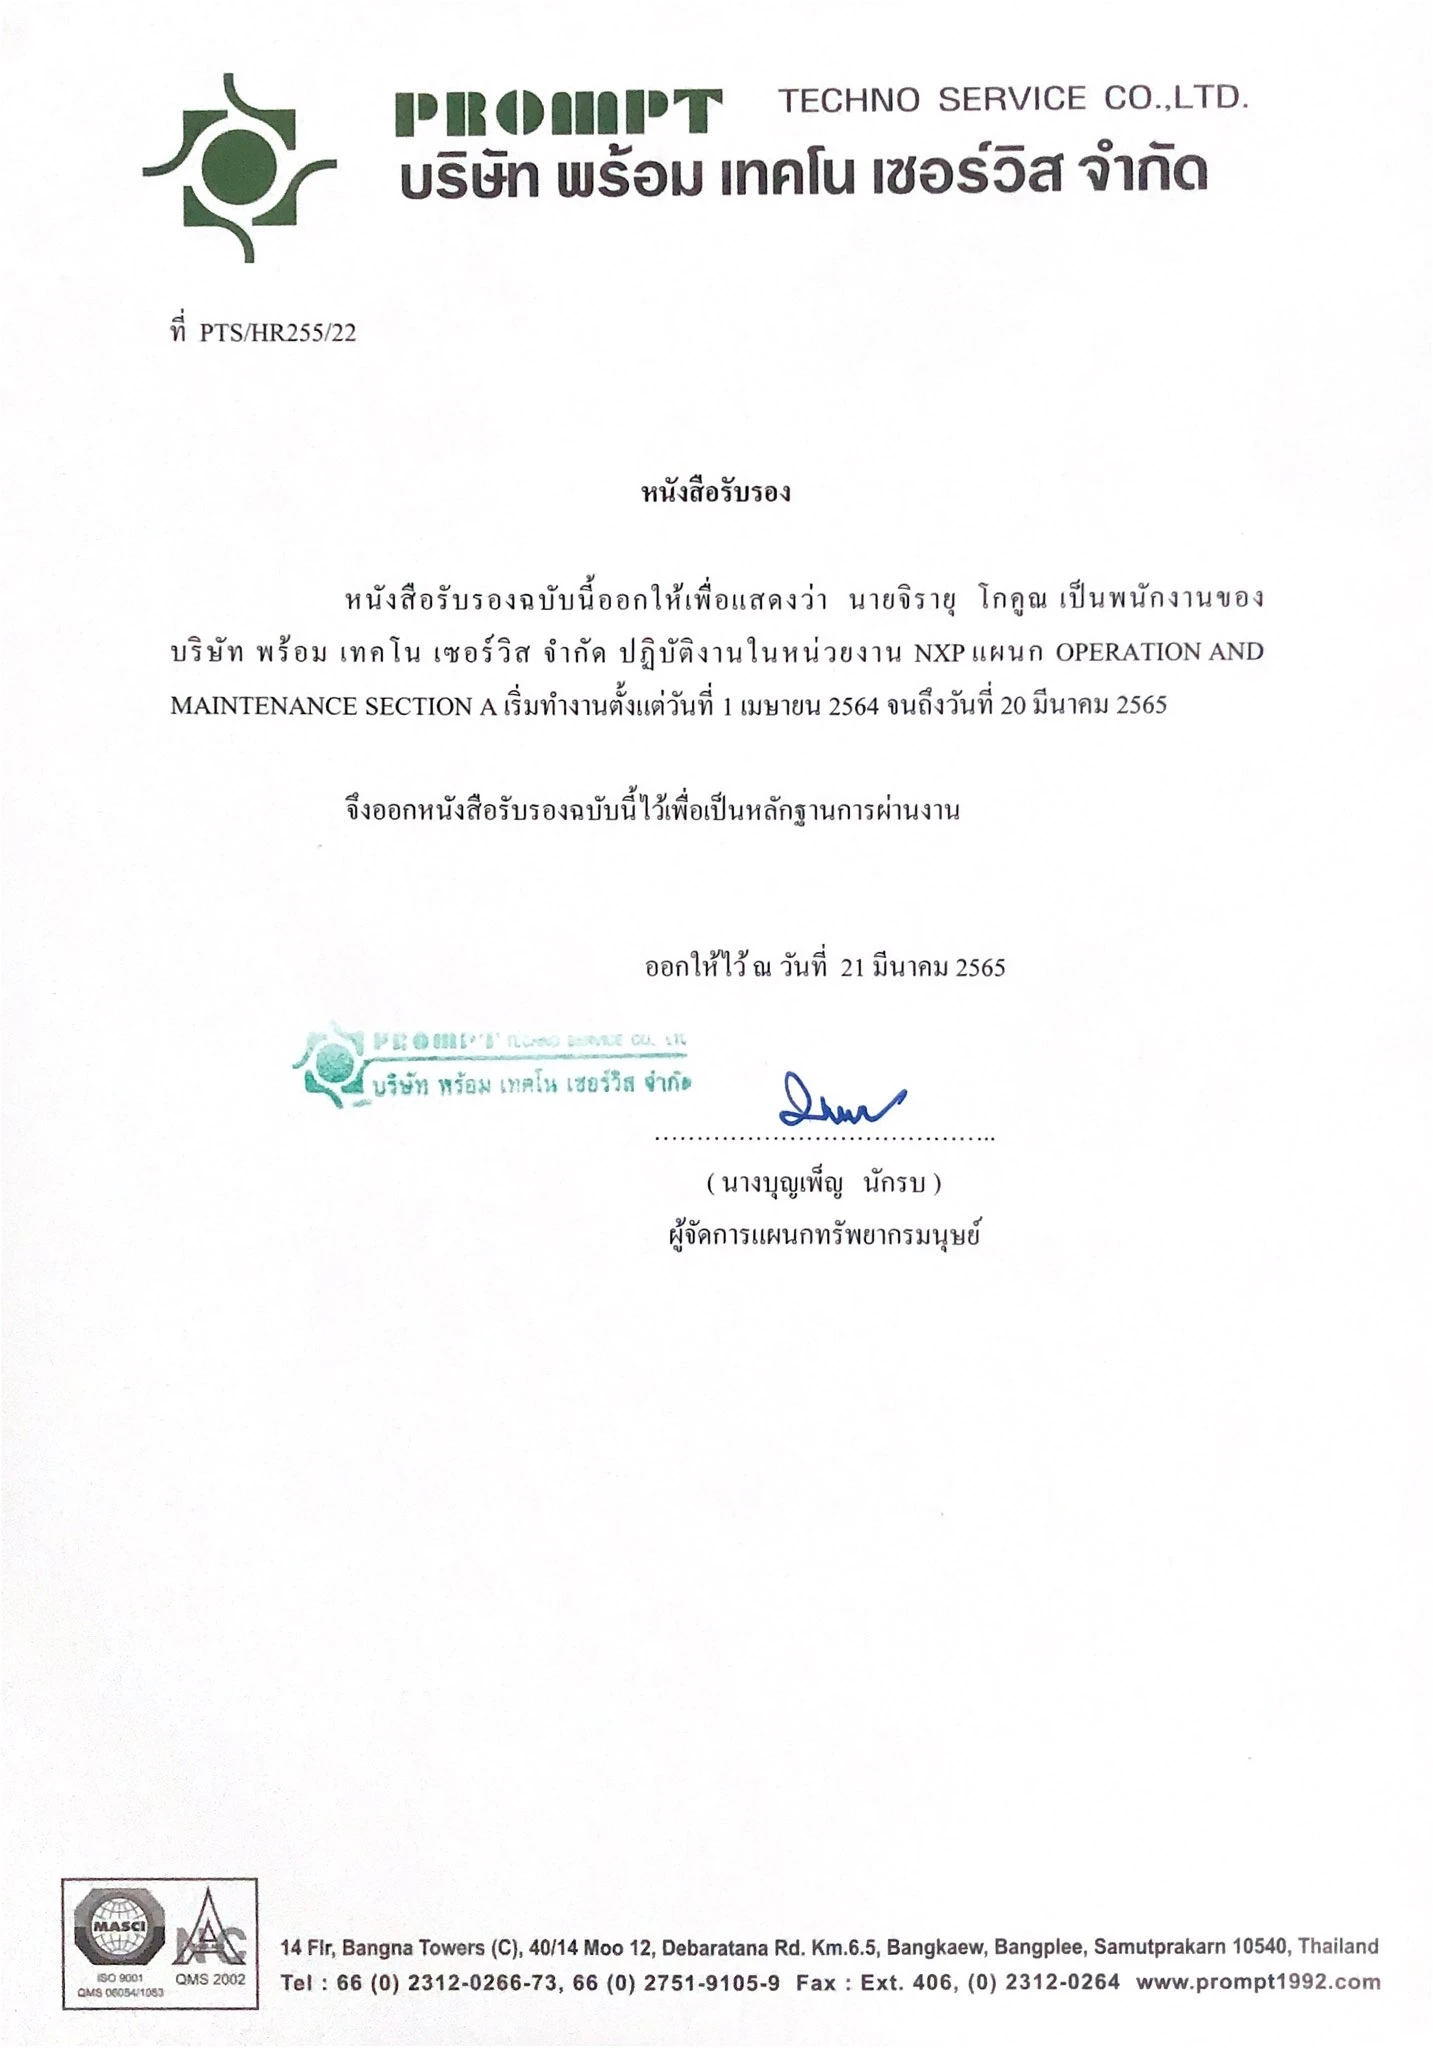 PROMPT TECHNO SERVICE CO.,LTD.
บริษัท พร้อม เทคโน เซอร์วิส จำกัด
ที่ PTS/HR255/22
หนังสือรับรอง
หนังสือรับรองฉบับนี้ออกให้เพื่อแสดงว่า นายจิรายุ โกคูณ เป็นพนักงานของ
บริษัท พร้อม เทคโน เซอร์วิส จำกัด ปฏิบัติงานในหน่วยงาน NXP แผนก OPERATION AND
MAINTENANCE SECTION A เริ่มทำงานตั้งแต่วันที่ 1 เมษายน 2564 จนถึงวันที่ 20 มีนาคม 2565
จึงออกหนังสือรับรองฉบับนี้ไว้เพื่อเป็นหลักฐานการผ่านงาน
ออกให้ไว้ ณ วันที่ 21 มีนาคม 2565
PROMPT TECHNO SERVICE CO., LTD
บริษัท พร้อม เทคโน เซอร์วิส จำกัด
( นางบุญเพ็ญ นักรบ )
ผู้จัดการแผนกทรัพยากรมนุษย์
MASCI
NAC
ISO 9001
QMS 2002
QMS 06054/1083
14 Flr, Bangna Towers (C), 40/14 Moo 12, Debaratana Rd. Km.6.5, Bangkaew, Bangplee, Samutprakarn 10540, Thailand
Tel : 66 (0) 2312-0266-73, 66 (0) 2751-9105-9 Fax : Ext. 406, (0) 2312-0264 www.prompt1992.com